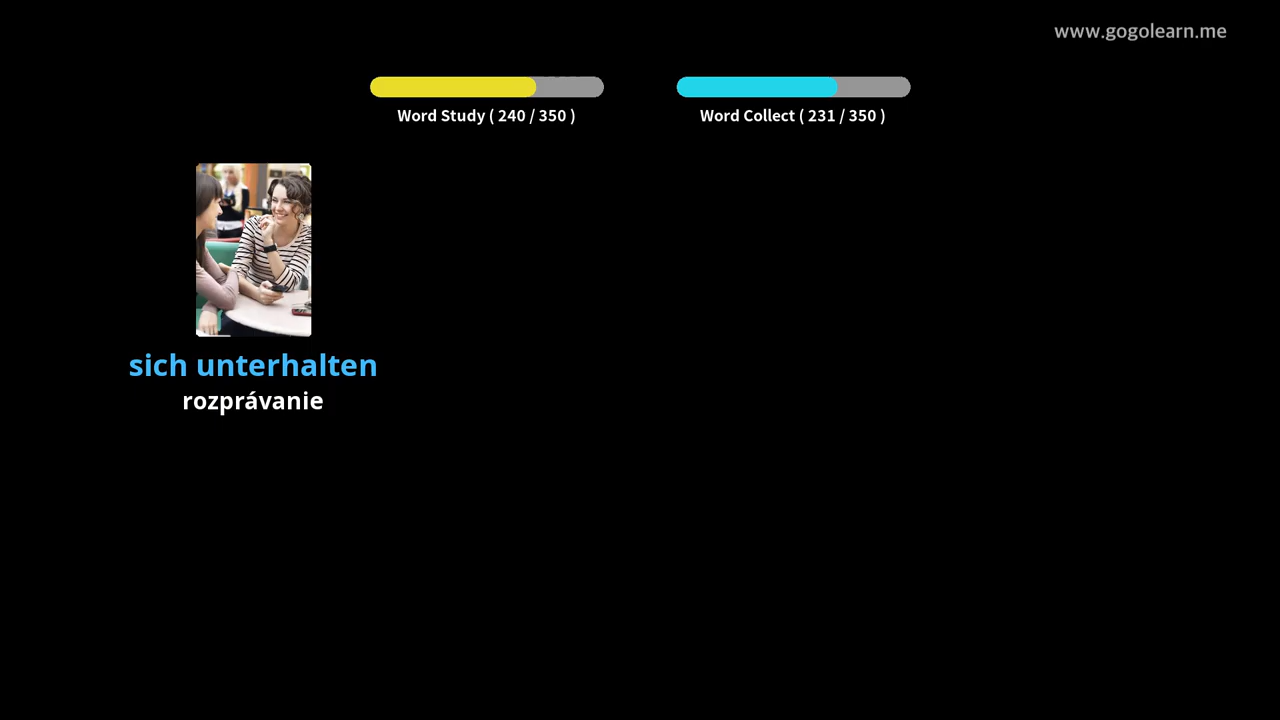 www.gogolearn.me
Word Study ( 240 / 350 )
Word Collect ( 231 / 350 )
sich unterhalten
rozprávanie